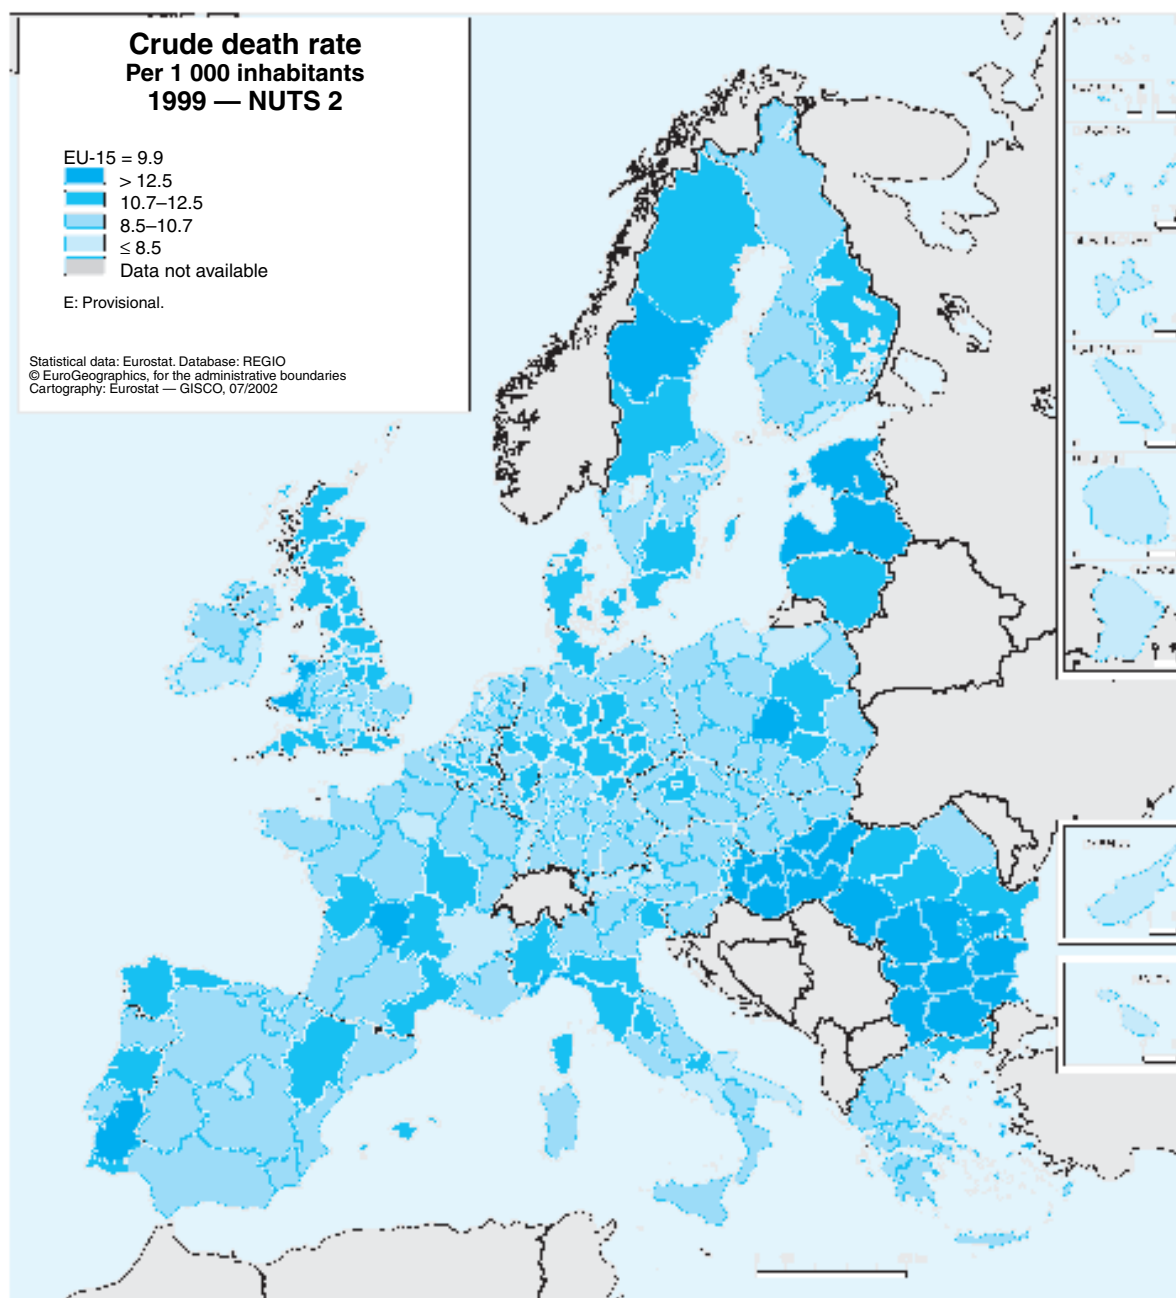 Crude death rate
Per 1 000 inhabitants
1999 — NUTS 2
EU-15 = 9.9
> 12.5
10.7–12.5
8.5–10.7
≤ 8.5
Data not available
E: Provisional.
Statistical data: Eurostat. Database: REGIO
© EuroGeographics, for the administrative boundaries
Cartography: Eurostat — GISCO, 07/2002